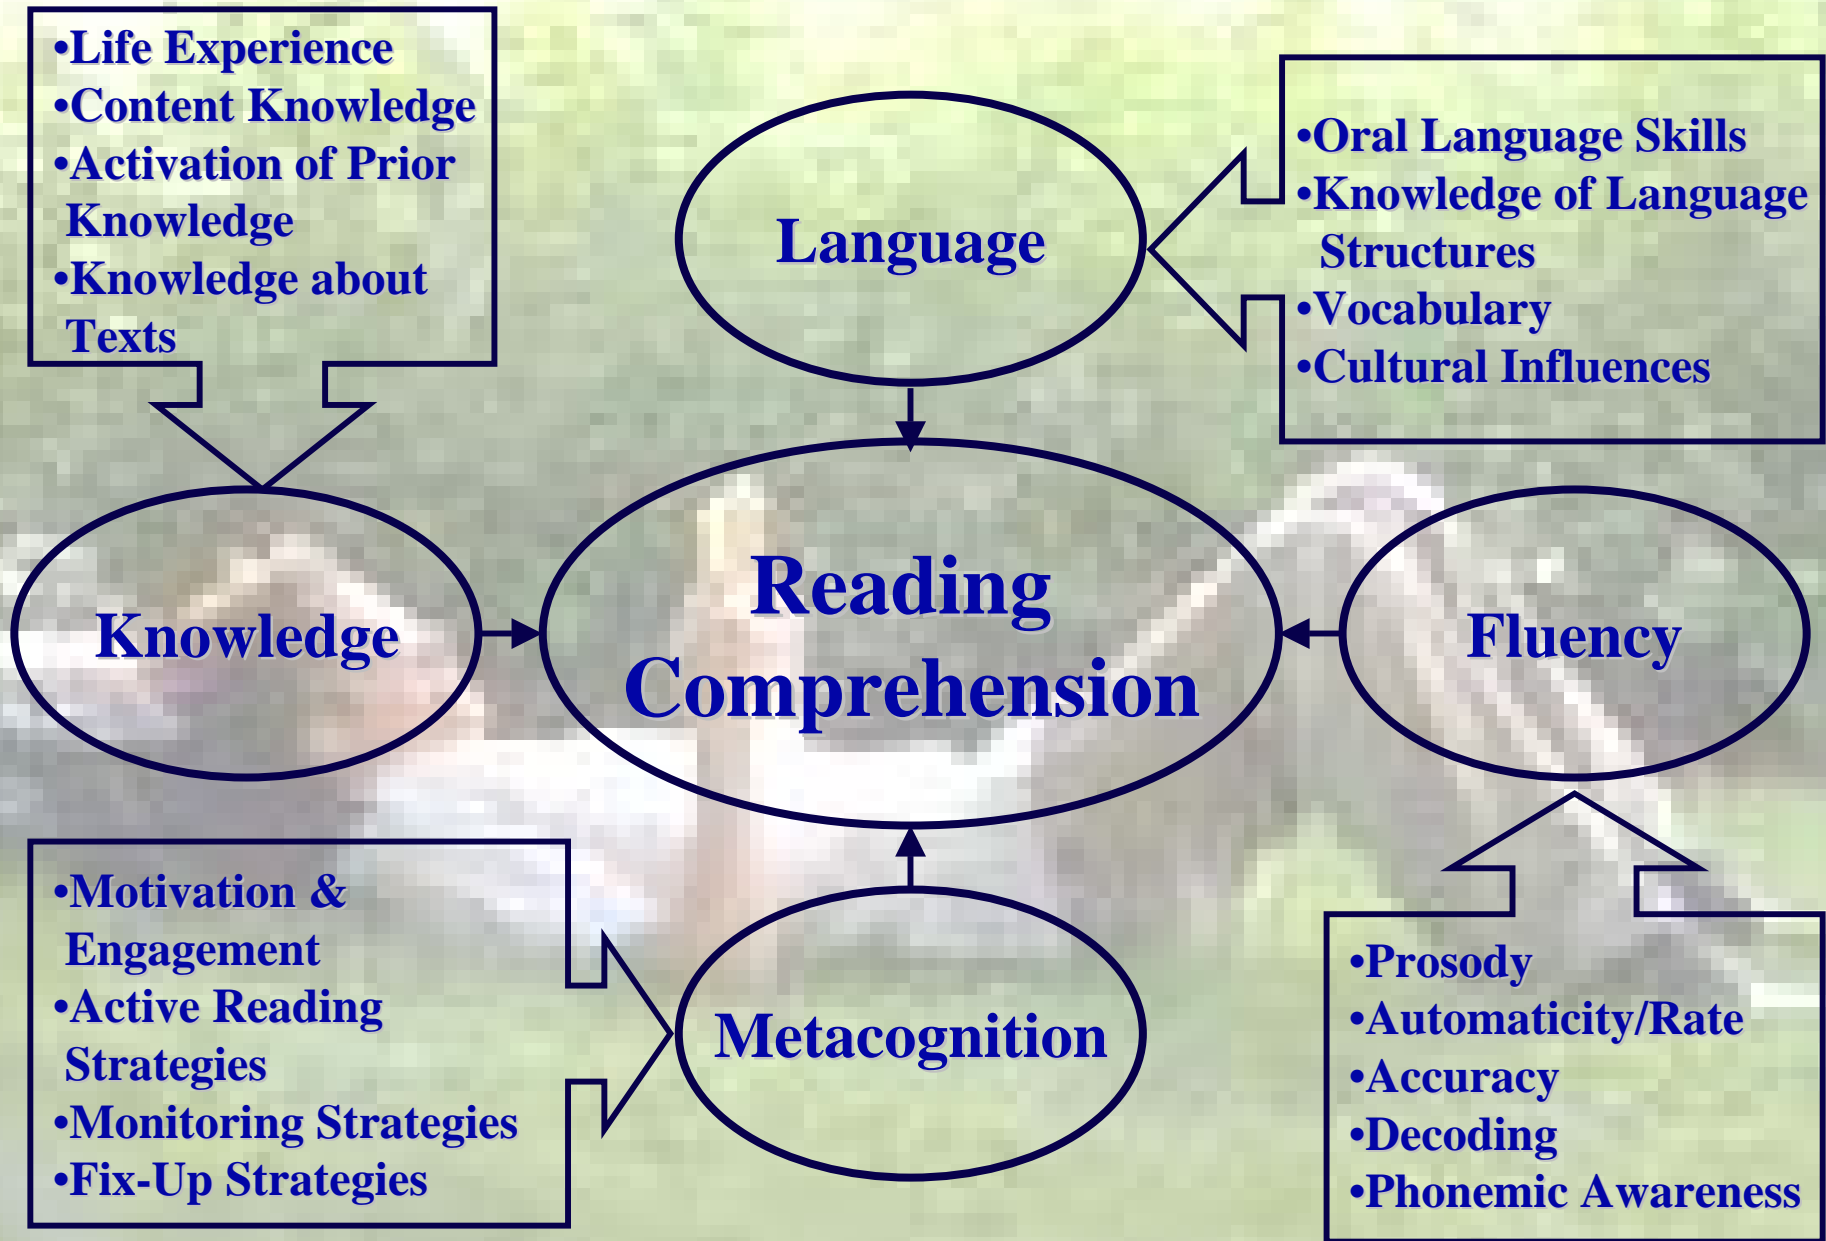 •Life Experience
•Content Knowledge
•Activation of Prior
Knowledge
•Knowledge about
Texts
Language
•Oral Language Skills
•Knowledge of Language
Structures
•Vocabulary
•Cultural Influences
Knowledge
Reading
Comprehension
Fluency
•Motivation &
Engagement
•Active Reading
Strategies
•Monitoring Strategies
•Fix-Up Strategies
Metacognition
•Prosody
•Automaticity/Rate
•Accuracy
•Decoding
•Phonemic Awareness